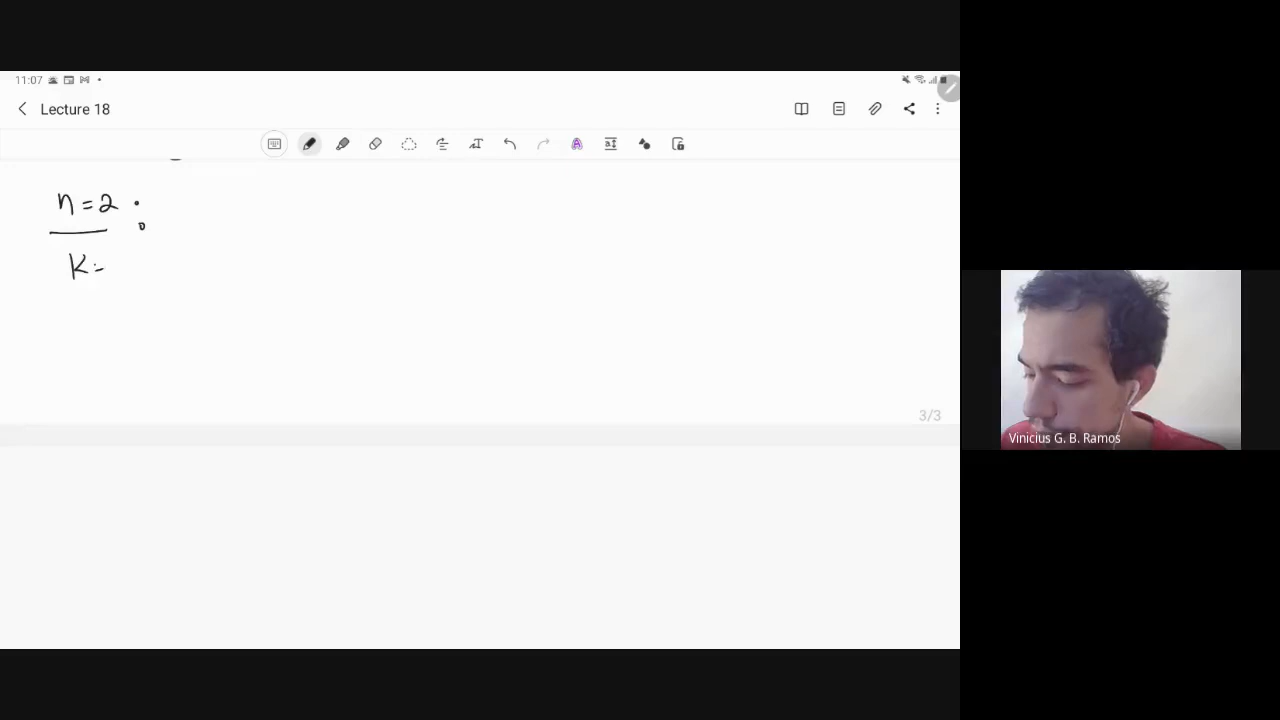 11:07
Lecture 18
n=2 :
K=
3/3
Vinicius G. B. Ramos